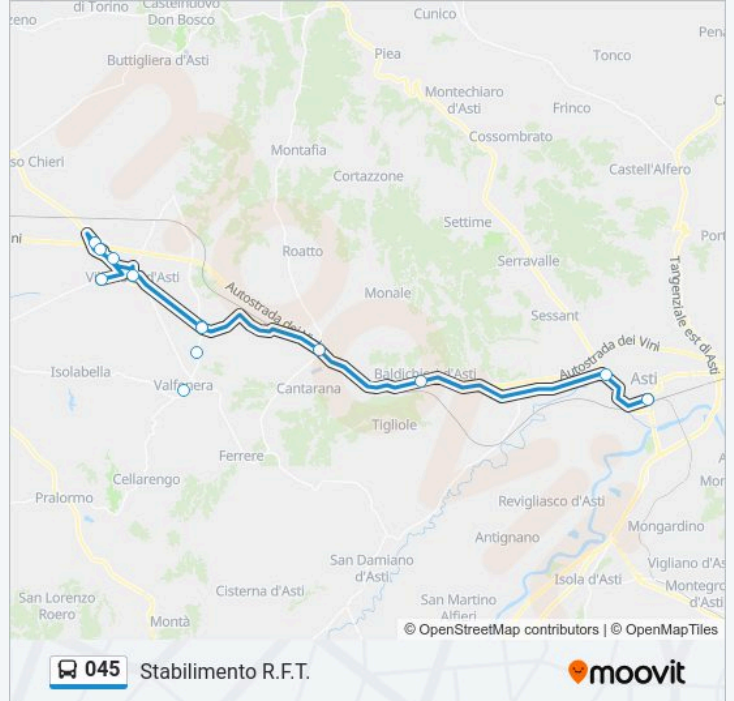 di Torino
Castelnuovo
Don Bosco
Cunico
Buttigliera d'Asti
Piea
Tonco
Montechiaro
d'Asti
Frinco
Cossombrato
so Chieri
Montafia
Cortazzone
Castell'Alfero
Settime
ni
Roatto
Serravalle
Port
d'Asti
Monale
Autostrada dei Vini
Tangenziale est di Asti
Sessant
Autostrada dei Vini
Isolabella
Valfenera
Cantarana
Asti
Tigliole
Ferrere
Cellarengo
Pralormo
Revigliasco d'Asti
Mor
Antignano
Mongardino
San Damiano
d'Asti
Isola d'Asti
Vigliano d'As
Cisterna d'Asti
Montegro
d'Asti
San Lorenzo
Roero
San Martino
Alfieri
Montà
© OpenStreetMap contributors | © OpenMapTiles
045 Stabilimento R.F.T.
moovit